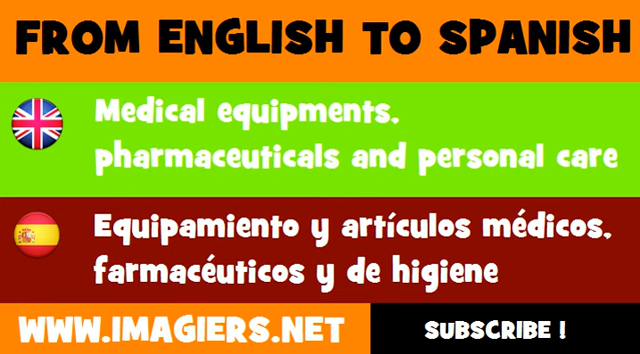 FROM ENGLISH TO SPANISH
Medical equipments,
pharmaceuticals and personal care
Equipamiento y artículos médicos,
farmacéuticos y de higiene
WWW.IMAGIERS.NET
SUBSCRIBE !